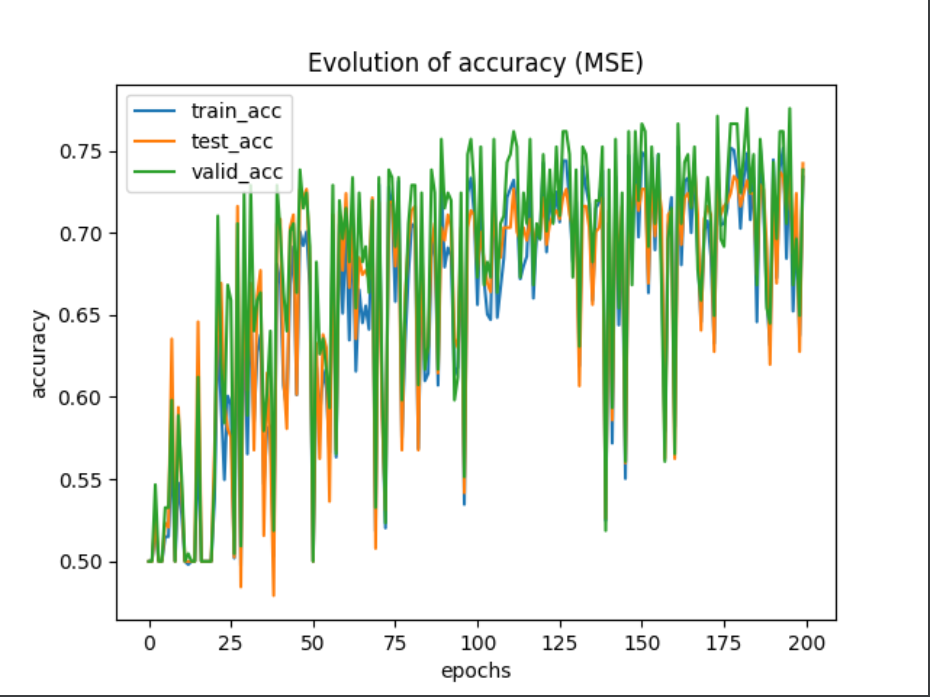 Evolution of accuracy (MSE)
train_acc
test_acc
valid_acc
accuracy
0.75
0.70
0.65
0.60
0.55
0.50
0 25 50 75 100 125 150 175 200
epochs